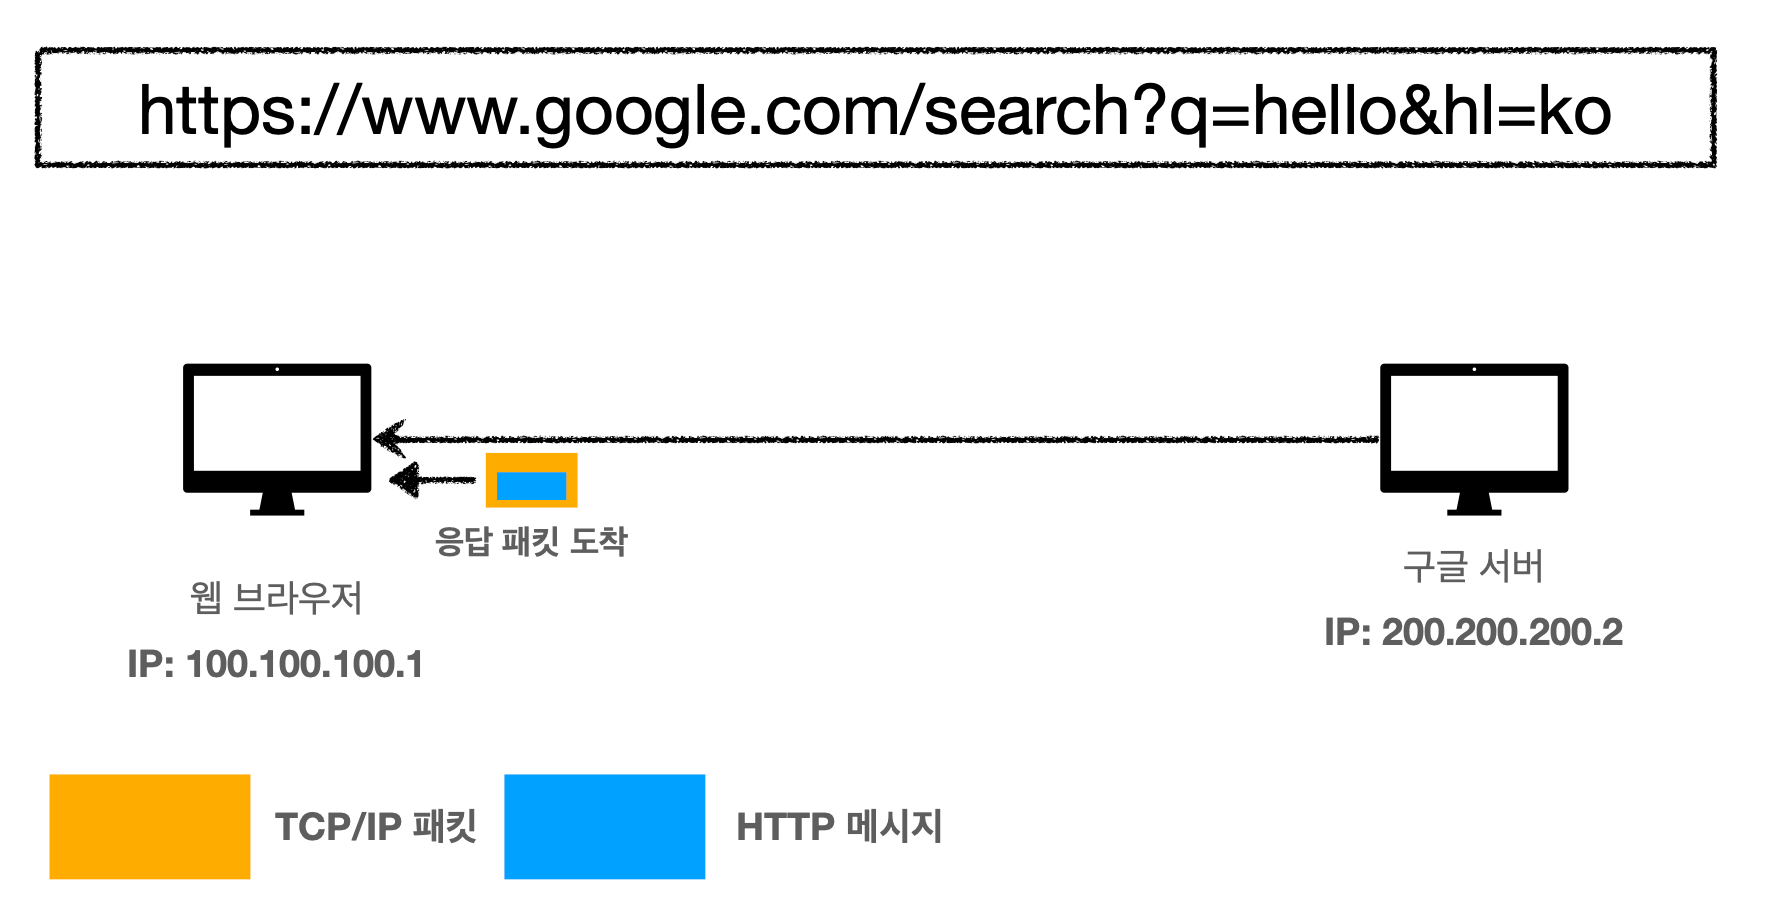 https://www.google.com/search?q=hello&hl=ko
응답 패킷 도착
웹 브라우저
IP: 100.100.100.1
구글 서버
IP: 200.200.200.2
TCP/IP 패킷
HTTP 메시지